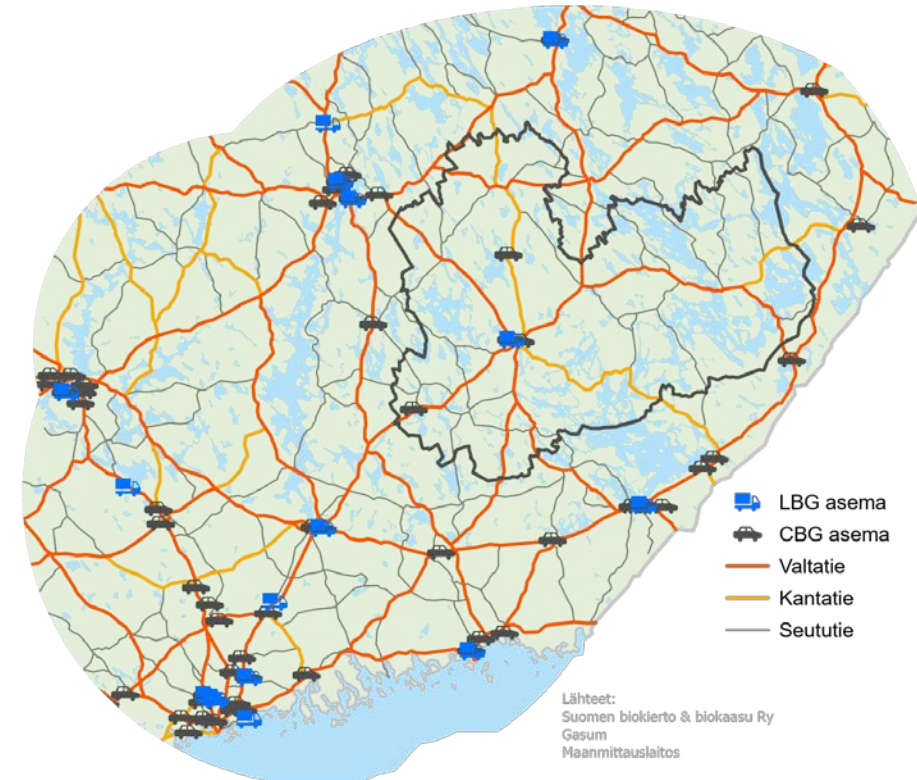 LBG asema
CBG asema
Valtatie
Kantatie
Seututie
Lähteet:
Suomen biokierto & biokaasu Ry
Gasum
Maanmittauslaitos